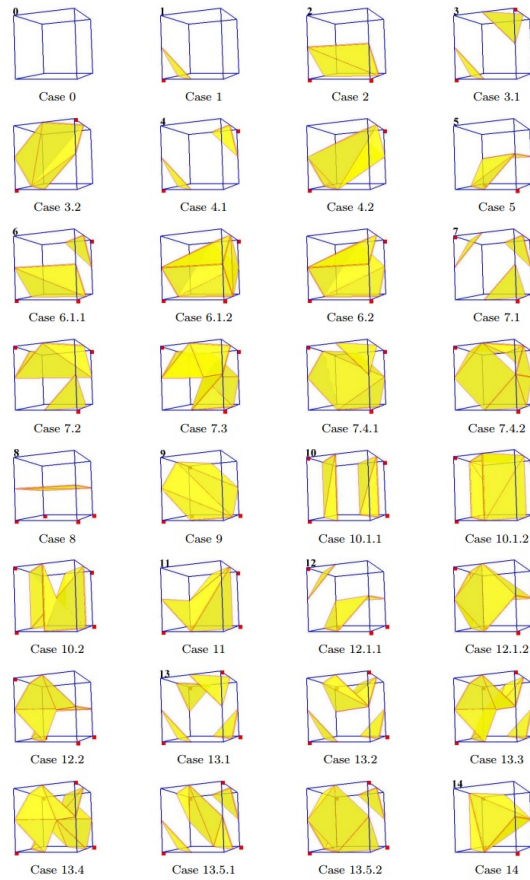 0 1 2 3
Case 0 Case 1 Case 2 Case 3.1
4 5
Case 3.2 Case 4.1 Case 4.2 Case 5
6 7
Case 6.1.1 Case 6.1.2 Case 6.2 Case 7.1
Case 7.2 Case 7.3 Case 7.4.1 Case 7.4.2
8 9 10
Case 8 Case 9 Case 10.1.1 Case 10.1.2
11 12
Case 10.2 Case 11 Case 12.1.1 Case 12.1.2
13
Case 12.2 Case 13.1 Case 13.2 Case 13.3
14
Case 13.4 Case 13.5.1 Case 13.5.2 Case 14